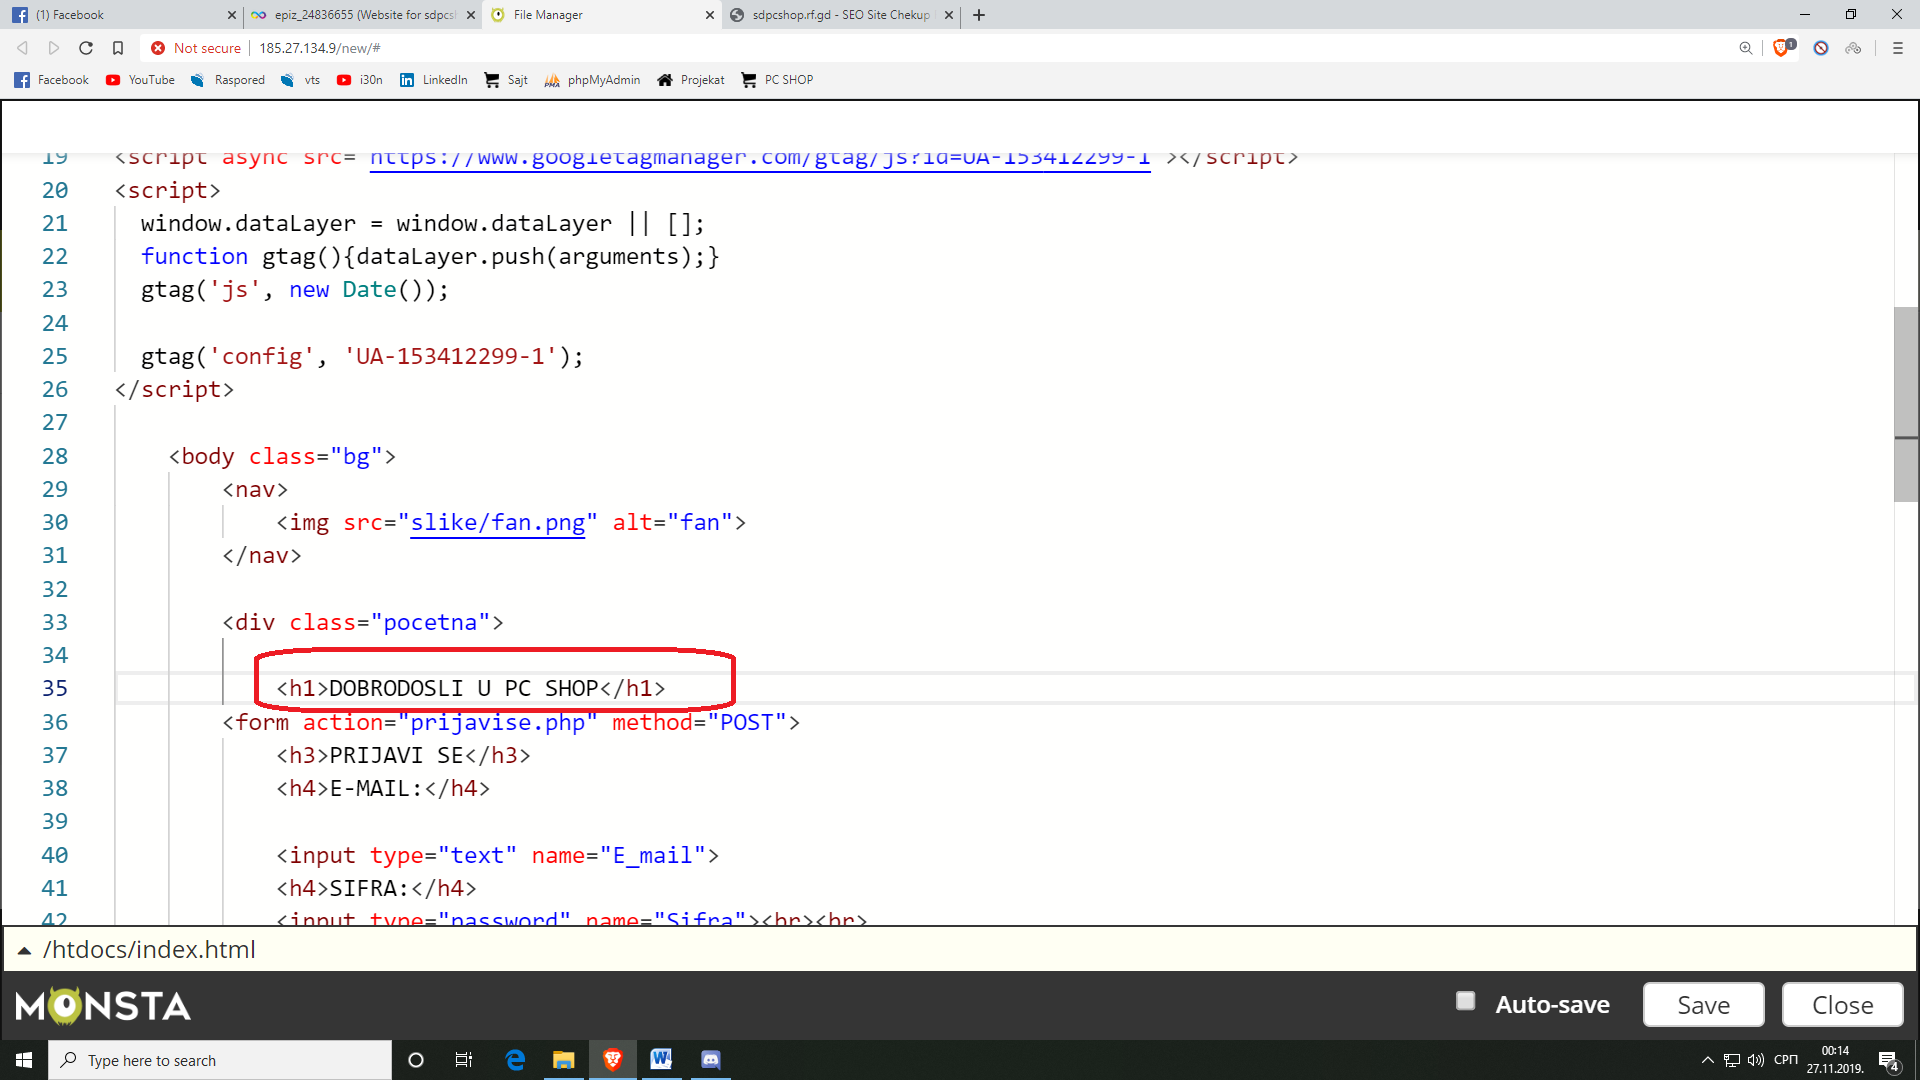 (1) Facebook
epiz_24836655 (Website for sdpcsh
File Manager
sdpcshop.rf.gd - SEO Site Chekup
Not secure
185.27.134.9/new/#
1
Facebook
YouTube
Raspored
vts
i30n
LinkedIn
Sajt
phpMyAdmin
Projekat
PC SHOP
19 <script async src="https://www.googletagmanager.com/gtag/js?id=UA-153412299-1"></script>
20 <script>
21 window.dataLayer = window.dataLayer || [];
22 function gtag(){dataLayer.push(arguments);}
23 gtag('js', new Date());
24
25 gtag('config', 'UA-153412299-1');
26 </script>
27
28 <body class="bg">
29 <nav>
30 <img src="slike/fan.png" alt="fan">
31 </nav>
32
33 <div class="pocetna">
34
35 <h1>DOBRODOSLI U PC SHOP</h1>
36 <form action="prijavise.php" method="POST">
37 <h3>PRIJAVI SE</h3>
38 <h4>E-MAIL:</h4>
39
40 <input type="text" name="E_mail">
41 <h4>SIFRA:</h4>
42 <input type="password" name="Sifra"><br><br>
/htdocs/index.html
MONSTA
Auto-save
Save
Close
Type here to search
СРП
00:14
27.11.2019.
4